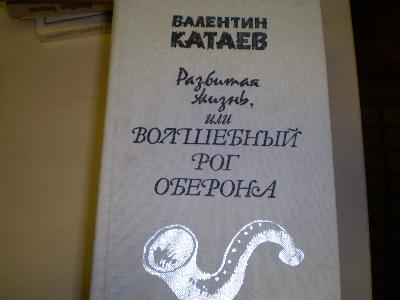 ВАЛЕНТИН
КАТАЕВ
Разбитая
жизнь,
или
ВОЛШЕБНЫЙ
РОГ
ОБЕРОНА